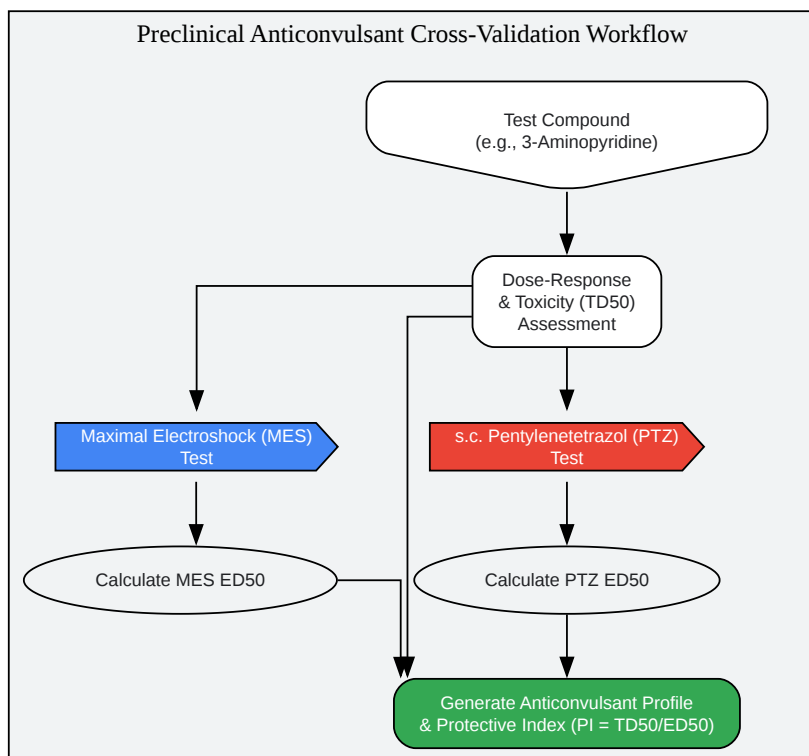 Preclinical Anticonvulsant Cross-Validation Workflow
Test Compound
(e.g., 3-Aminopyridine)
Dose-Response
& Toxicity (TD50)
Assessment
Maximal Electroshock (MES)
Test
s.c. Pentylenetetrazol (PTZ)
Test
Calculate MES ED50
Calculate PTZ ED50
Generate Anticonvulsant Profile
& Protective Index (PI = TD50/ED50)